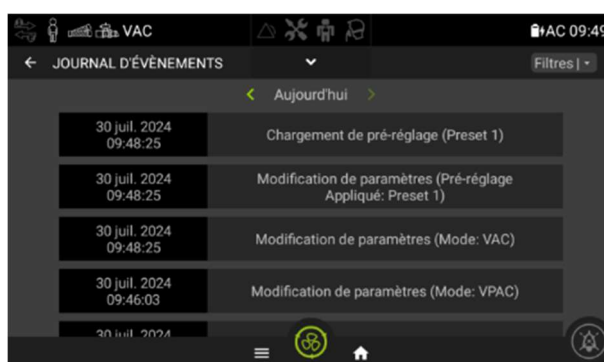 VAC
AC 09:49
JOURNAL D'ÉVÈNEMENTS
Filtres |
Aujourd'hui
30 juil. 2024
09:48:25
Chargement de pré-réglage (Preset 1)
30 juil. 2024
09:48:25
Modification de paramètres (Pré-réglage
Appliqué: Preset 1)
30 juil. 2024
09:48:25
Modification de paramètres (Mode: VAC)
30 juil. 2024
09:46:03
Modification de paramètres (Mode: VPAC)
30 juil. 2024